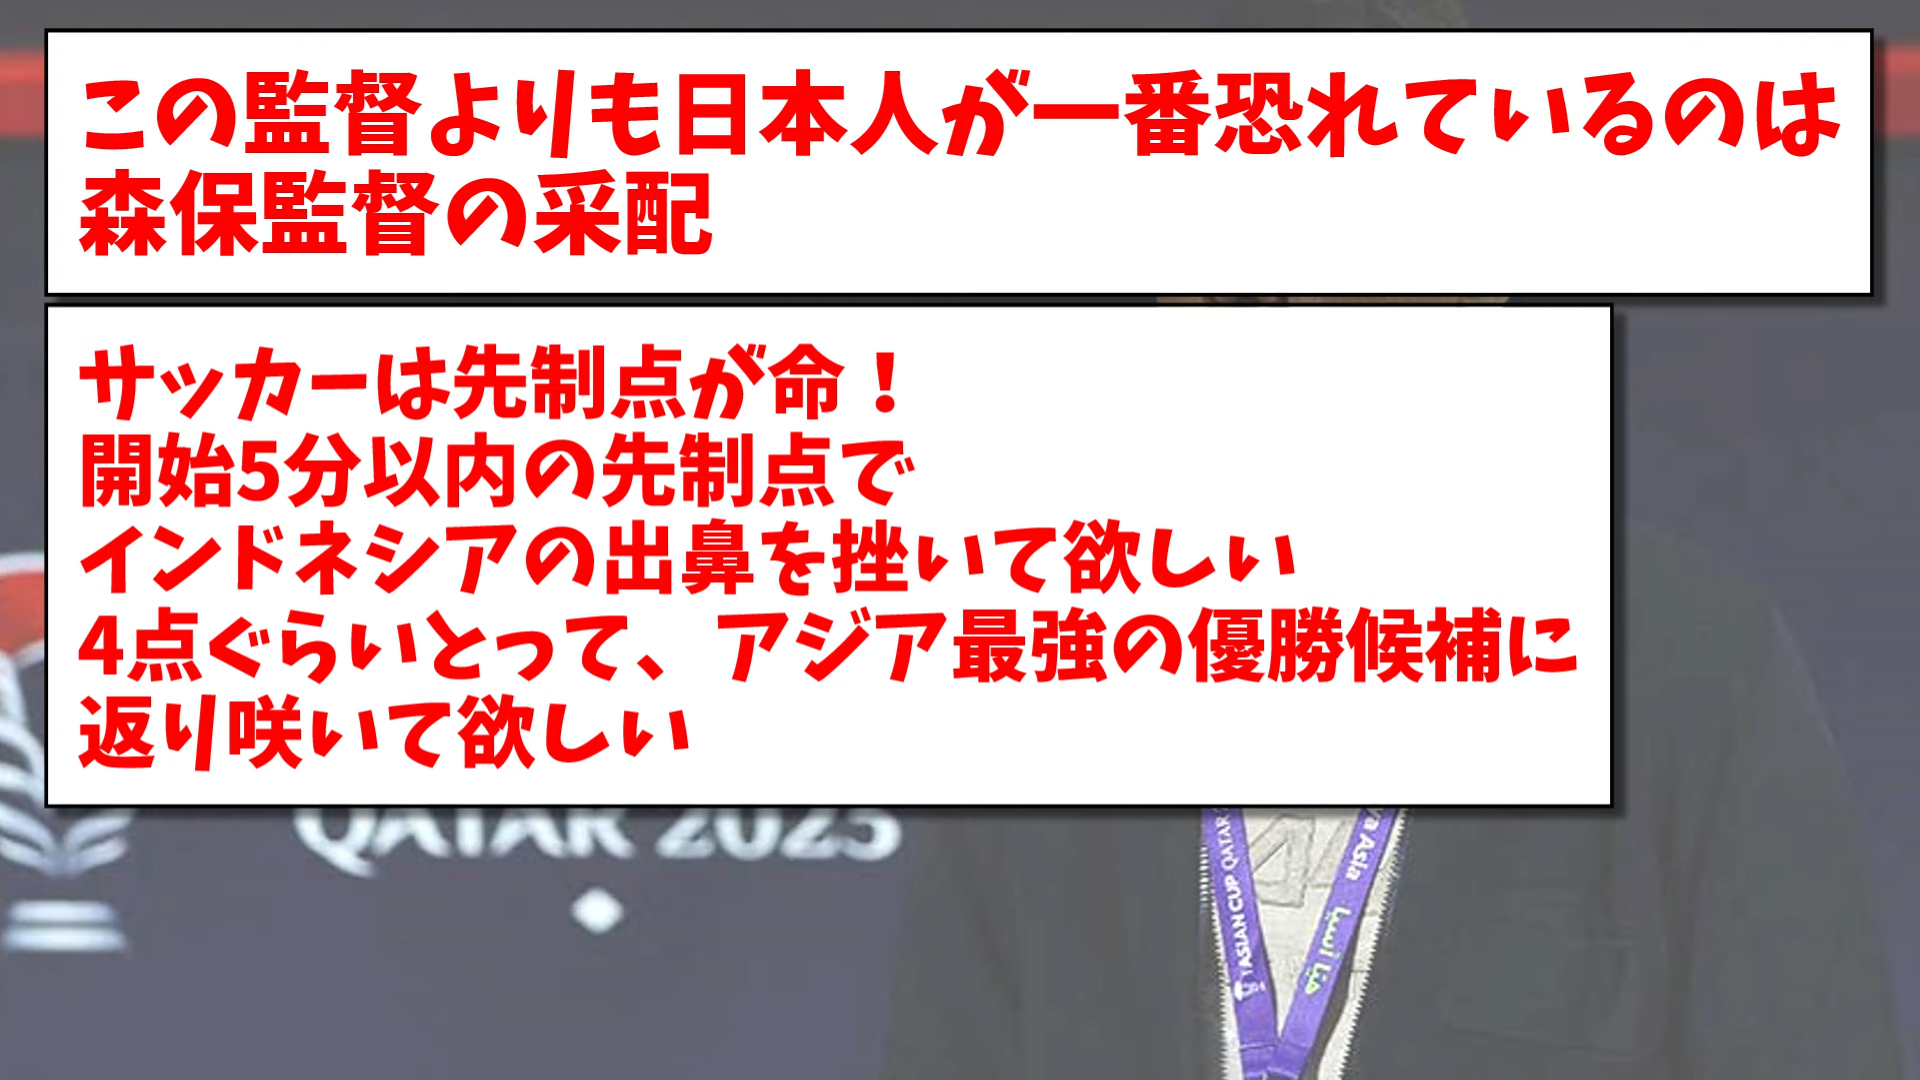 この監督よりも日本人が一番恐れているのは
森保監督の采配
サッカーは先制点が命！
開始5分以内の先制点で
インドネシアの出鼻を挫いて欲しい
4点ぐらいとって、アジア最強の優勝候補に
返り咲いて欲しい
QATAR 2023
ASIAN CUP QATAR
ya Asia
هيا آسيا